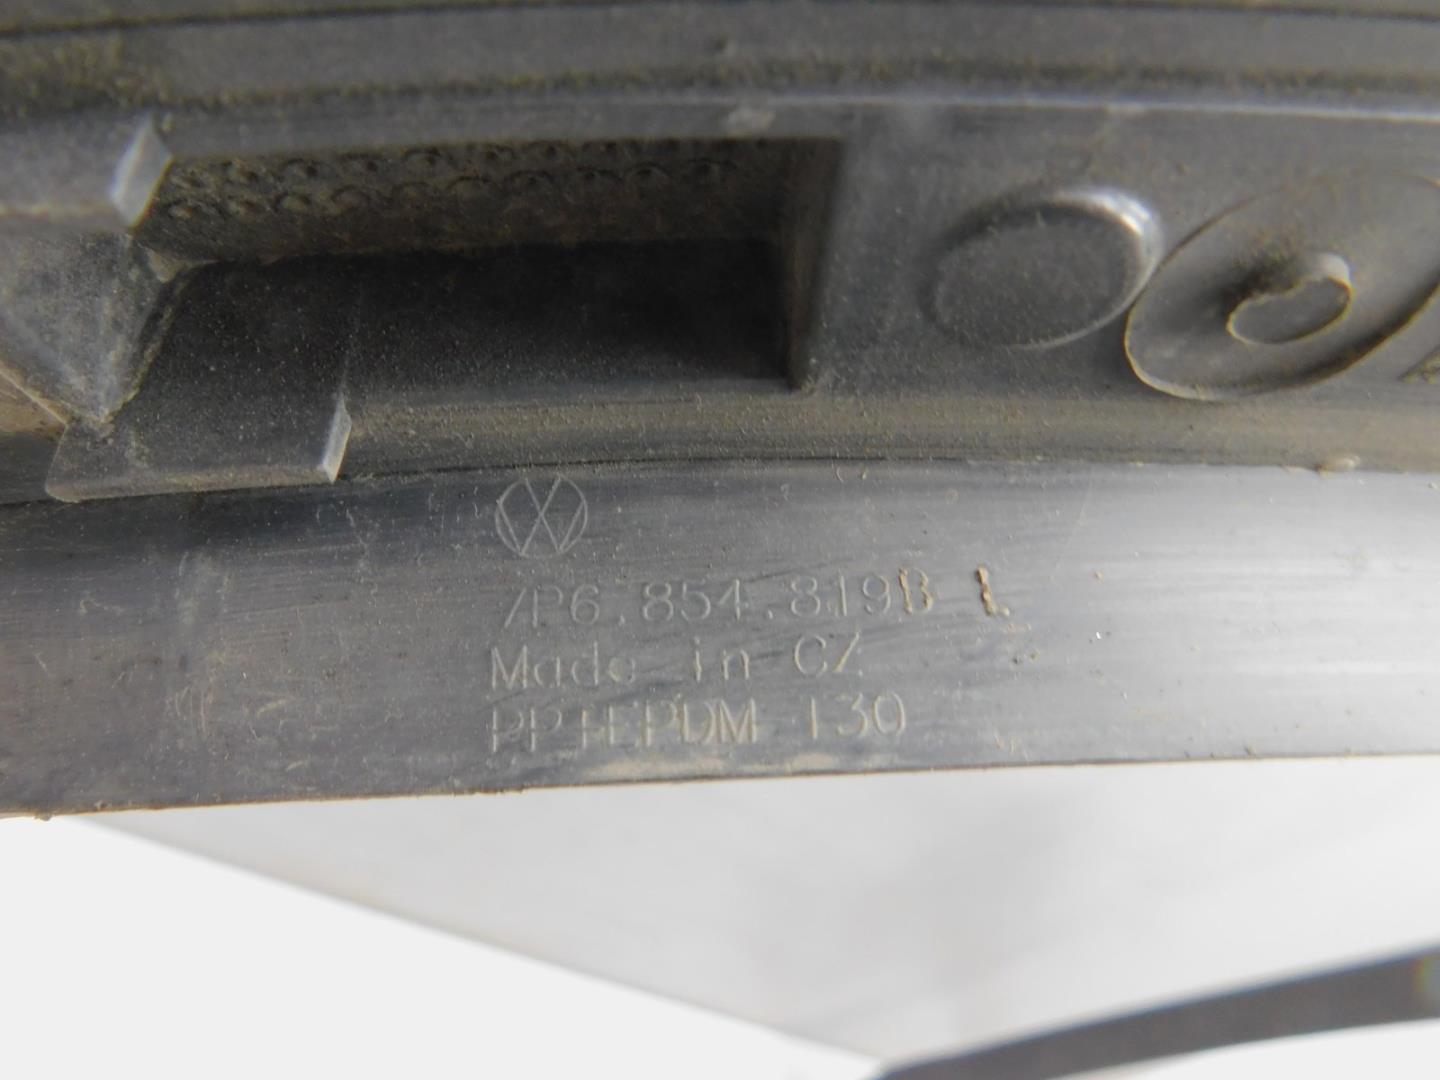 7P6.854.819B L
Made in CZ
PP+EPDM T30